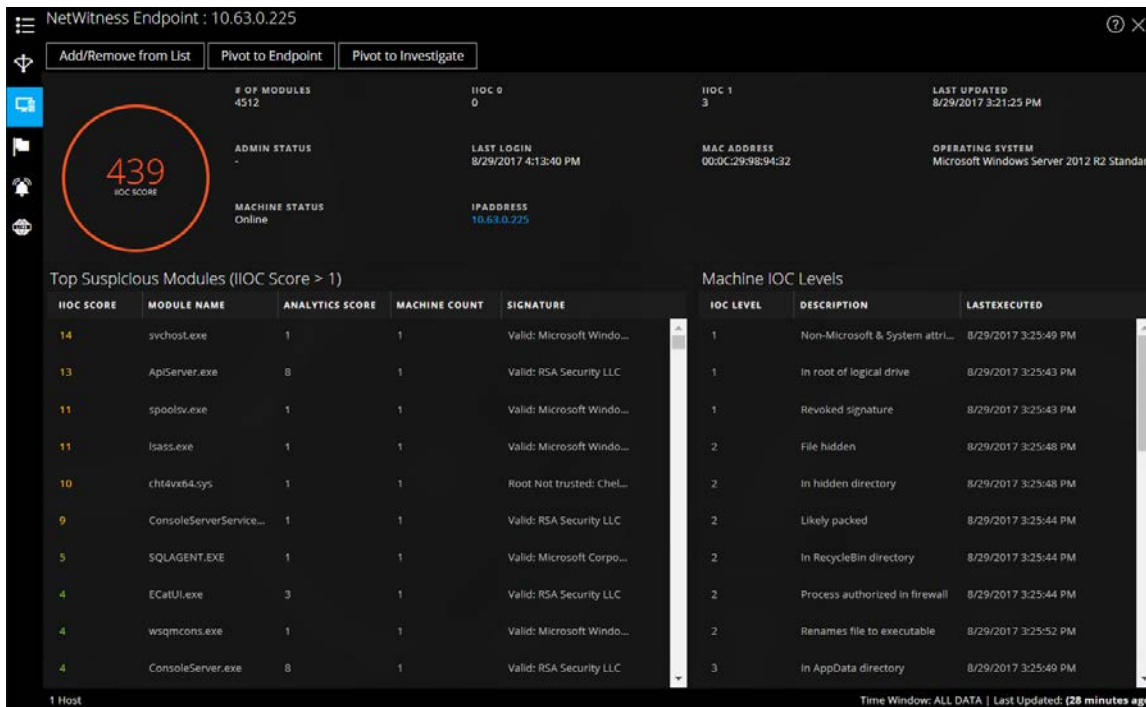 NetWitness Endpoint : 10.63.0.225
Add/Remove from List Pivot to Endpoint Pivot to Investigate
# OF MODULES IIOC 0 IIOC 1 LAST UPDATED
4512 0 3 8/29/2017 3:21:25 PM
ADMIN STATUS LAST LOGIN MAC ADDRESS OPERATING SYSTEM
- 8/29/2017 4:13:40 PM 00:0C:29:98:94:32 Microsoft Windows Server 2012 R2 Standar
439
IIOC SCORE
MACHINE STATUS IPADDRESS
Online 10.63.0.225
Top Suspicious Modules (IIOC Score > 1)
IIOC SCORE MODULE NAME ANALYTICS SCORE MACHINE COUNT SIGNATURE
14 svchost.exe 1 1 Valid: Microsoft Windo...
13 ApiServer.exe 8 1 Valid: RSA Security LLC
11 spoolsv.exe 1 1 Valid: Microsoft Windo...
11 lsass.exe 1 1 Valid: Microsoft Windo...
10 cht4vx64.sys 1 1 Root Not trusted: Chel...
9 ConsoleServerService... 1 1 Valid: RSA Security LLC
5 SQLAGENT.EXE 1 1 Valid: Microsoft Corpo...
4 ECatUI.exe 3 1 Valid: RSA Security LLC
4 wsqmcons.exe 1 1 Valid: Microsoft Windo...
4 ConsoleServer.exe 8 1 Valid: RSA Security LLC
Machine IOC Levels
IOC LEVEL DESCRIPTION LASTEXECUTED
1 Non-Microsoft & System attri... 8/29/2017 3:25:49 PM
1 In root of logical drive 8/29/2017 3:25:43 PM
1 Revoked signature 8/29/2017 3:25:43 PM
2 File hidden 8/29/2017 3:25:48 PM
2 In hidden directory 8/29/2017 3:25:48 PM
2 Likely packed 8/29/2017 3:25:44 PM
2 In RecycleBin directory 8/29/2017 3:25:44 PM
2 Process authorized in firewall 8/29/2017 3:25:44 PM
2 Renames file to executable 8/29/2017 3:25:52 PM
3 In AppData directory 8/29/2017 3:25:49 PM
1 Host Time Window: ALL DATA | Last Updated: (28 minutes ag